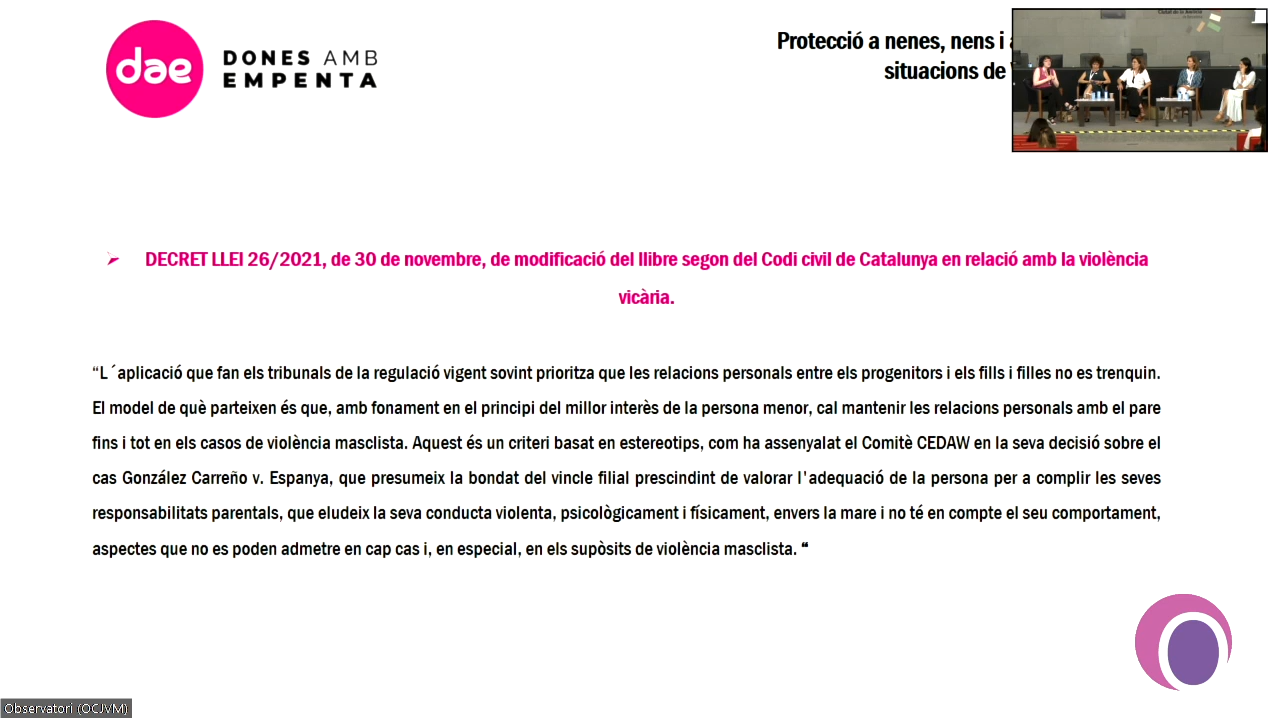 dae
DONES AMB
EMPENTA
Protecció a nenes, nens i
situacions de
Ciutat de la Justícia
DECRET LLEI 26/2021, de 30 de novembre, de modificació del llibre segon del Codi civil de Catalunya en relació amb la violència
vicària.
“L´aplicació que fan els tribunals de la regulació vigent sovint prioritza que les relacions personals entre els progenitors i els fills i filles no es trenquin.
El model de què parteixen és que, amb fonament en el principi del millor interès de la persona menor, cal mantenir les relacions personals amb el pare
fins i tot en els casos de violència masclista. Aquest és un criteri basat en estereotips, com ha assenyalat el Comitè CEDAW en la seva decisió sobre el
cas González Carreño v. Espanya, que presumeix la bondat del vincle filial prescindint de valorar l'adequació de la persona per a complir les seves
responsabilitats parentals, que eludeix la seva conducta violenta, psicològicament i físicament, envers la mare i no té en compte el seu comportament,
aspectes que no es poden admetre en cap cas i, en especial, en els supòsits de violència masclista. “
Observatori (OCJVM)